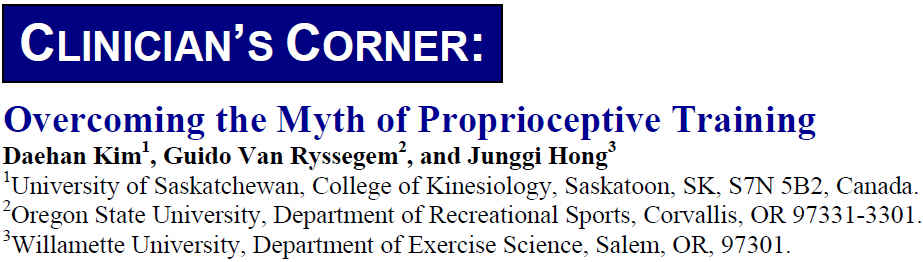 CLINICIAN'S CORNER:
Overcoming the Myth of Proprioceptive Training
Daehan Kim¹, Guido Van Ryssegem², and Junggi Hong³
¹University of Saskatchewan, College of Kinesiology, Saskatoon, SK, S7N 5B2, Canada.
²Oregon State University, Department of Recreational Sports, Corvallis, OR 97331-3301.
³Willamette University, Department of Exercise Science, Salem, OR, 97301.